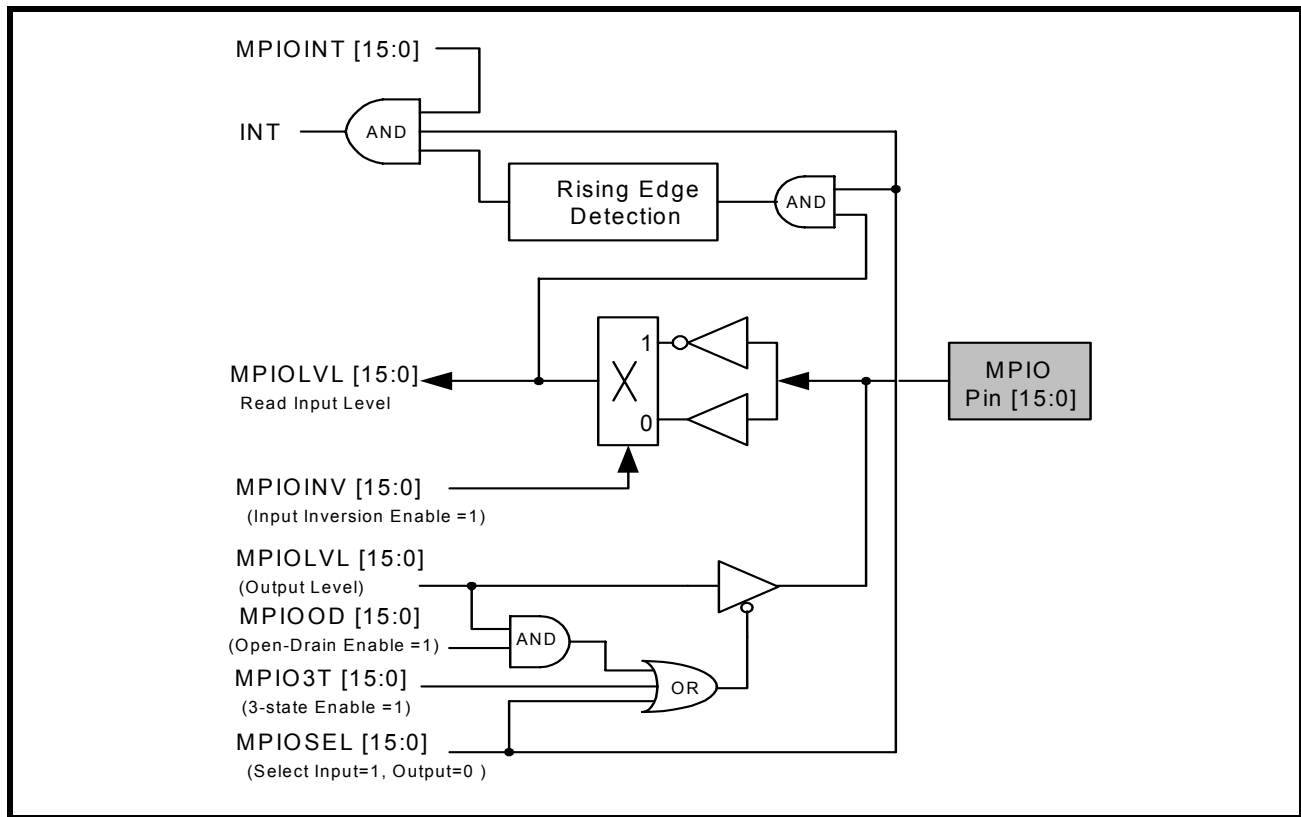 MPIOINT [15:0]
INT
AND
Rising Edge
Detection
AND
1
0
MPIOLVL [15:0]
Read Input Level
MPIO
Pin [15:0]
MPIOINV [15:0]
(Input Inversion Enable =1)
MPIOLVL [15:0]
(Output Level)
MPIOOD [15:0]
(Open-Drain Enable =1)
AND
MPIO3T [15:0]
(3-state Enable =1)
OR
MPIOSEL [15:0]
(Select Input=1, Output=0 )